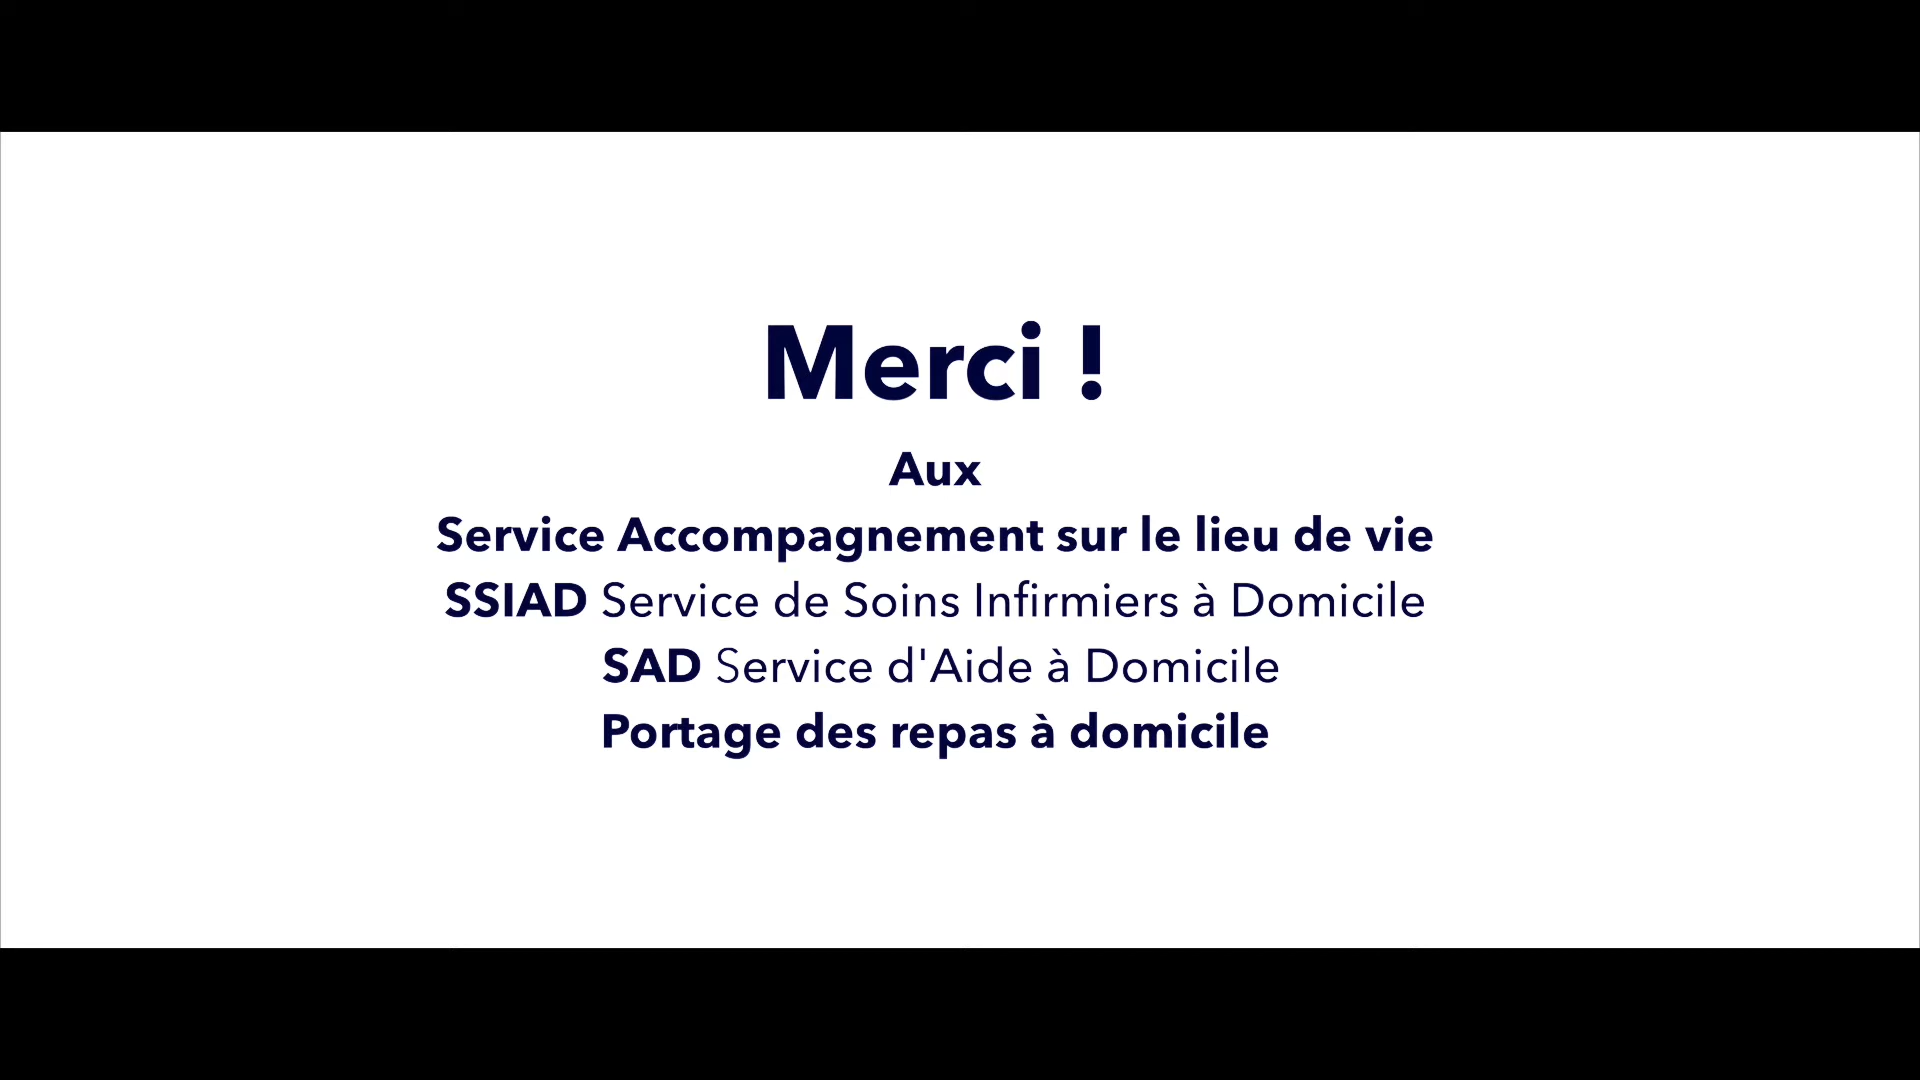 Merci !
Aux
Service Accompagnement sur le lieu de vie
SSIAD Service de Soins Infirmiers à Domicile
SAD Service d'Aide à Domicile
Portage des repas à domicile